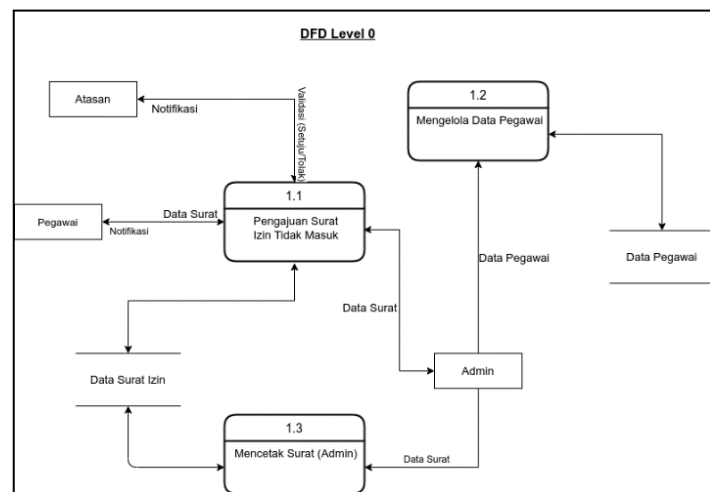 DFD Level 0
Atasan
Notifikasi
Validasi (Setuju/Tolak)
1.2
Mengelola Data Pegawai
1.1
Pengajuan Surat
Izin Tidak Masuk
Pegawai
Data Surat
Notifikasi
Data Pegawai
Data Pegawai
Data Surat
Data Surat Izin
Admin
1.3
Mencetak Surat (Admin)
Data Surat